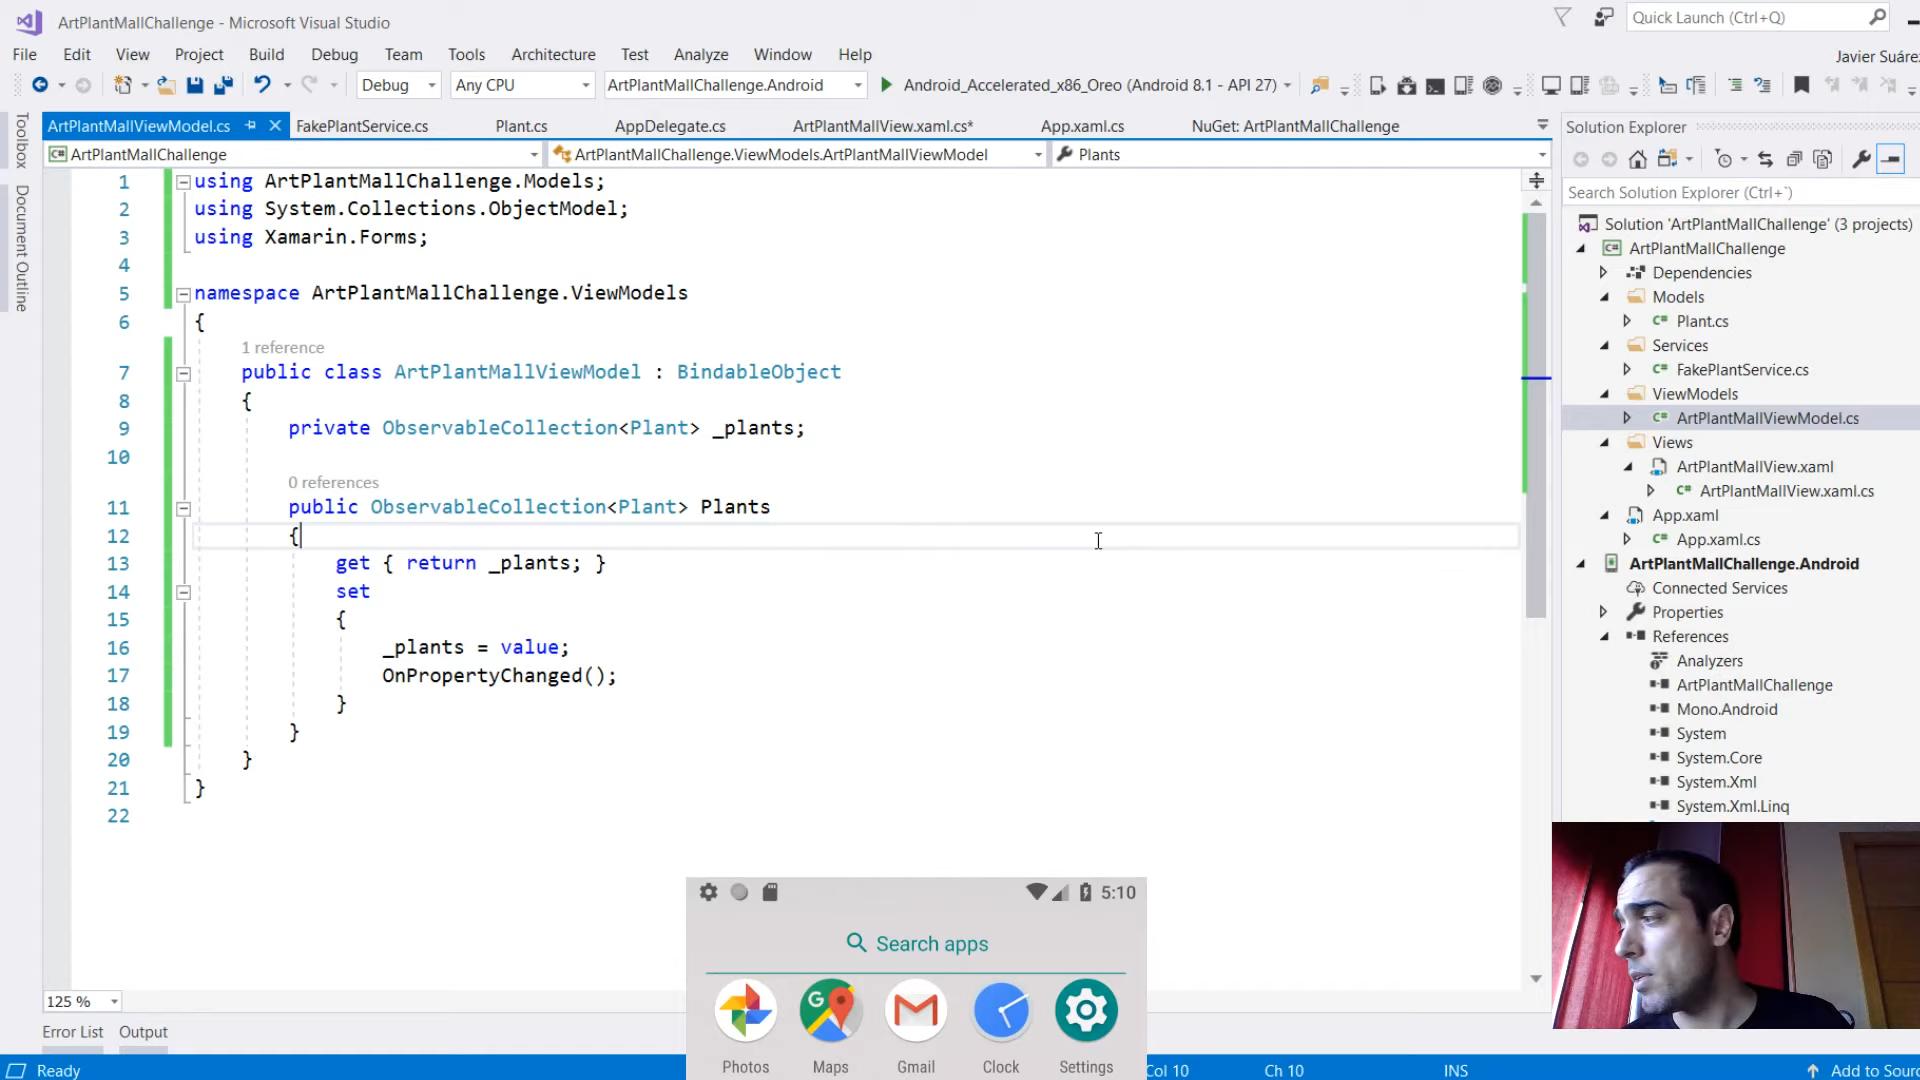 ArtPlantMallChallenge - Microsoft Visual Studio
Quick Launch (Ctrl+Q)
File Edit View Project Build Debug Team Tools Architecture Test Analyze Window Help
Javier Suáre
Debug Any CPU ArtPlantMallChallenge.Android Android_Accelerated_x86_Oreo (Android 8.1 - API 27)
Toolbox
Document Outline
ArtPlantMallViewModel.cs FakePlantService.cs Plant.cs AppDelegate.cs ArtPlantMallView.xaml.cs* App.xaml.cs NuGet: ArtPlantMallChallenge
ArtPlantMallChallenge ArtPlantMallChallenge.ViewModels.ArtPlantMallViewModel Plants
1 using ArtPlantMallChallenge.Models;
2 using System.Collections.ObjectModel;
3 using Xamarin.Forms;
4
5 namespace ArtPlantMallChallenge.ViewModels
6 {
1 reference
7 public class ArtPlantMallViewModel : BindableObject
8 {
9 private ObservableCollection<Plant> _plants;
10
0 references
11 public ObservableCollection<Plant> Plants
12 {
13 get { return _plants; }
14 set
15 {
16 _plants = value;
17 OnPropertyChanged();
18 }
19 }
20 }
21 }
22
125 %
Error List Output
Ready
Col 10 Ch 10 INS
Add to Sourc
Solution Explorer
Search Solution Explorer (Ctrl+`)
Solution 'ArtPlantMallChallenge' (3 projects)
C# ArtPlantMallChallenge
Dependencies
Models
C# Plant.cs
Services
C# FakePlantService.cs
ViewModels
C# ArtPlantMallViewModel.cs
Views
ArtPlantMallView.xaml
C# ArtPlantMallView.xaml.cs
App.xaml
C# App.xaml.cs
ArtPlantMallChallenge.Android
Connected Services
Properties
References
Analyzers
ArtPlantMallChallenge
Mono.Android
System
System.Core
System.Xml
System.Xml.Linq
5:10
Search apps
Photos Maps Gmail Clock Settings